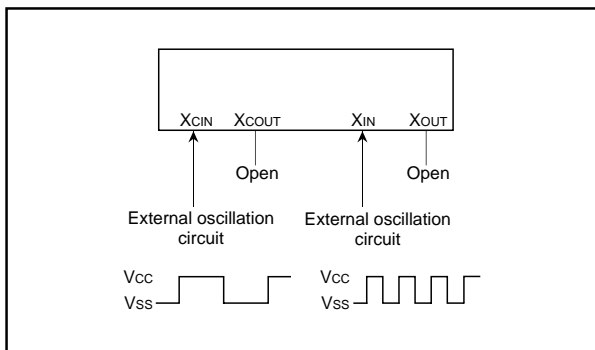 XCIN XCOUT XIN XOUT
Open Open
External oscillation circuit
External oscillation circuit
VCC
VSS
VCC
VSS